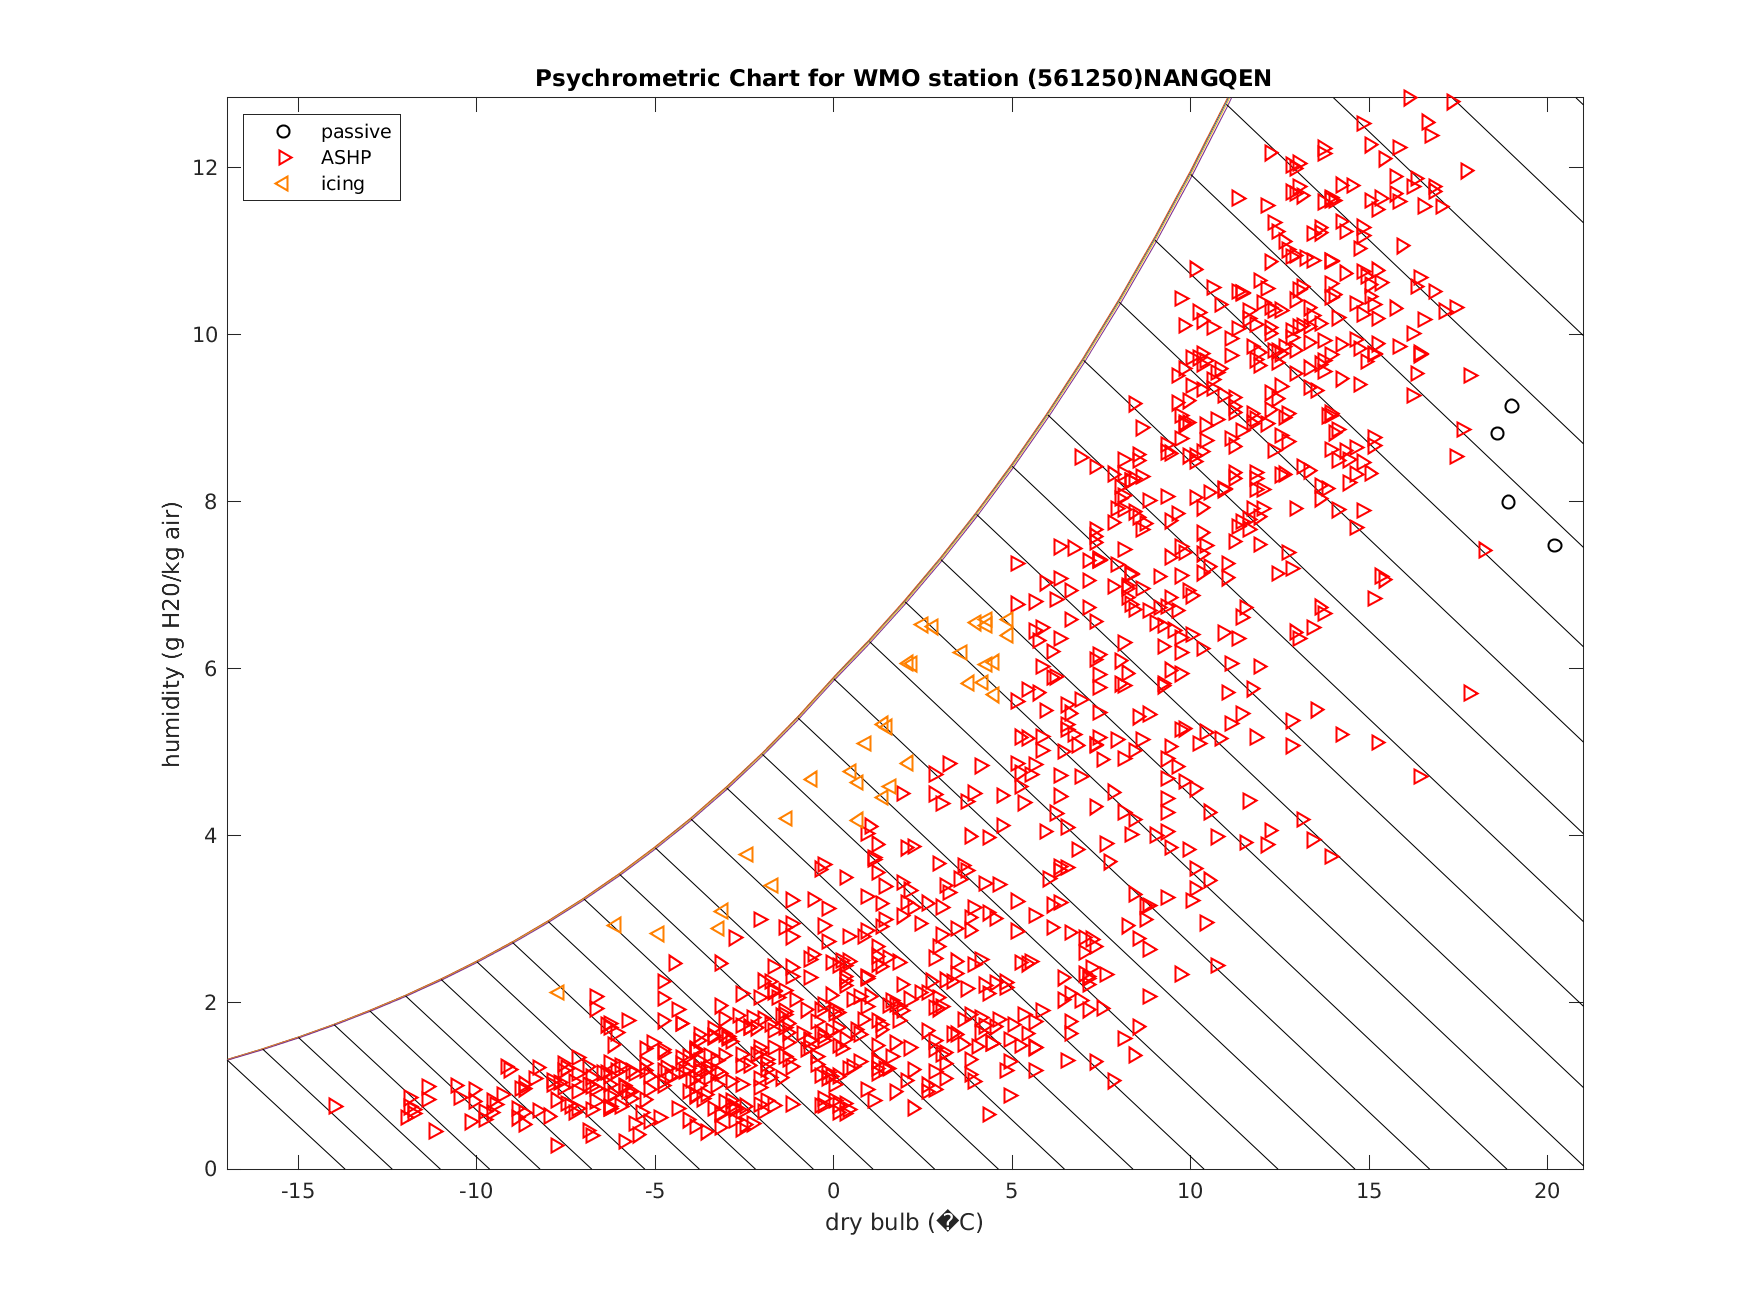 Psychrometric Chart for WMO station (561250)NANGQEN
passive
ASHP
icing
humidity (g H20/kg air)
12
10
8
6
4
2
0
-15
-10
-5
0
5
10
15
20
dry bulb (�C)